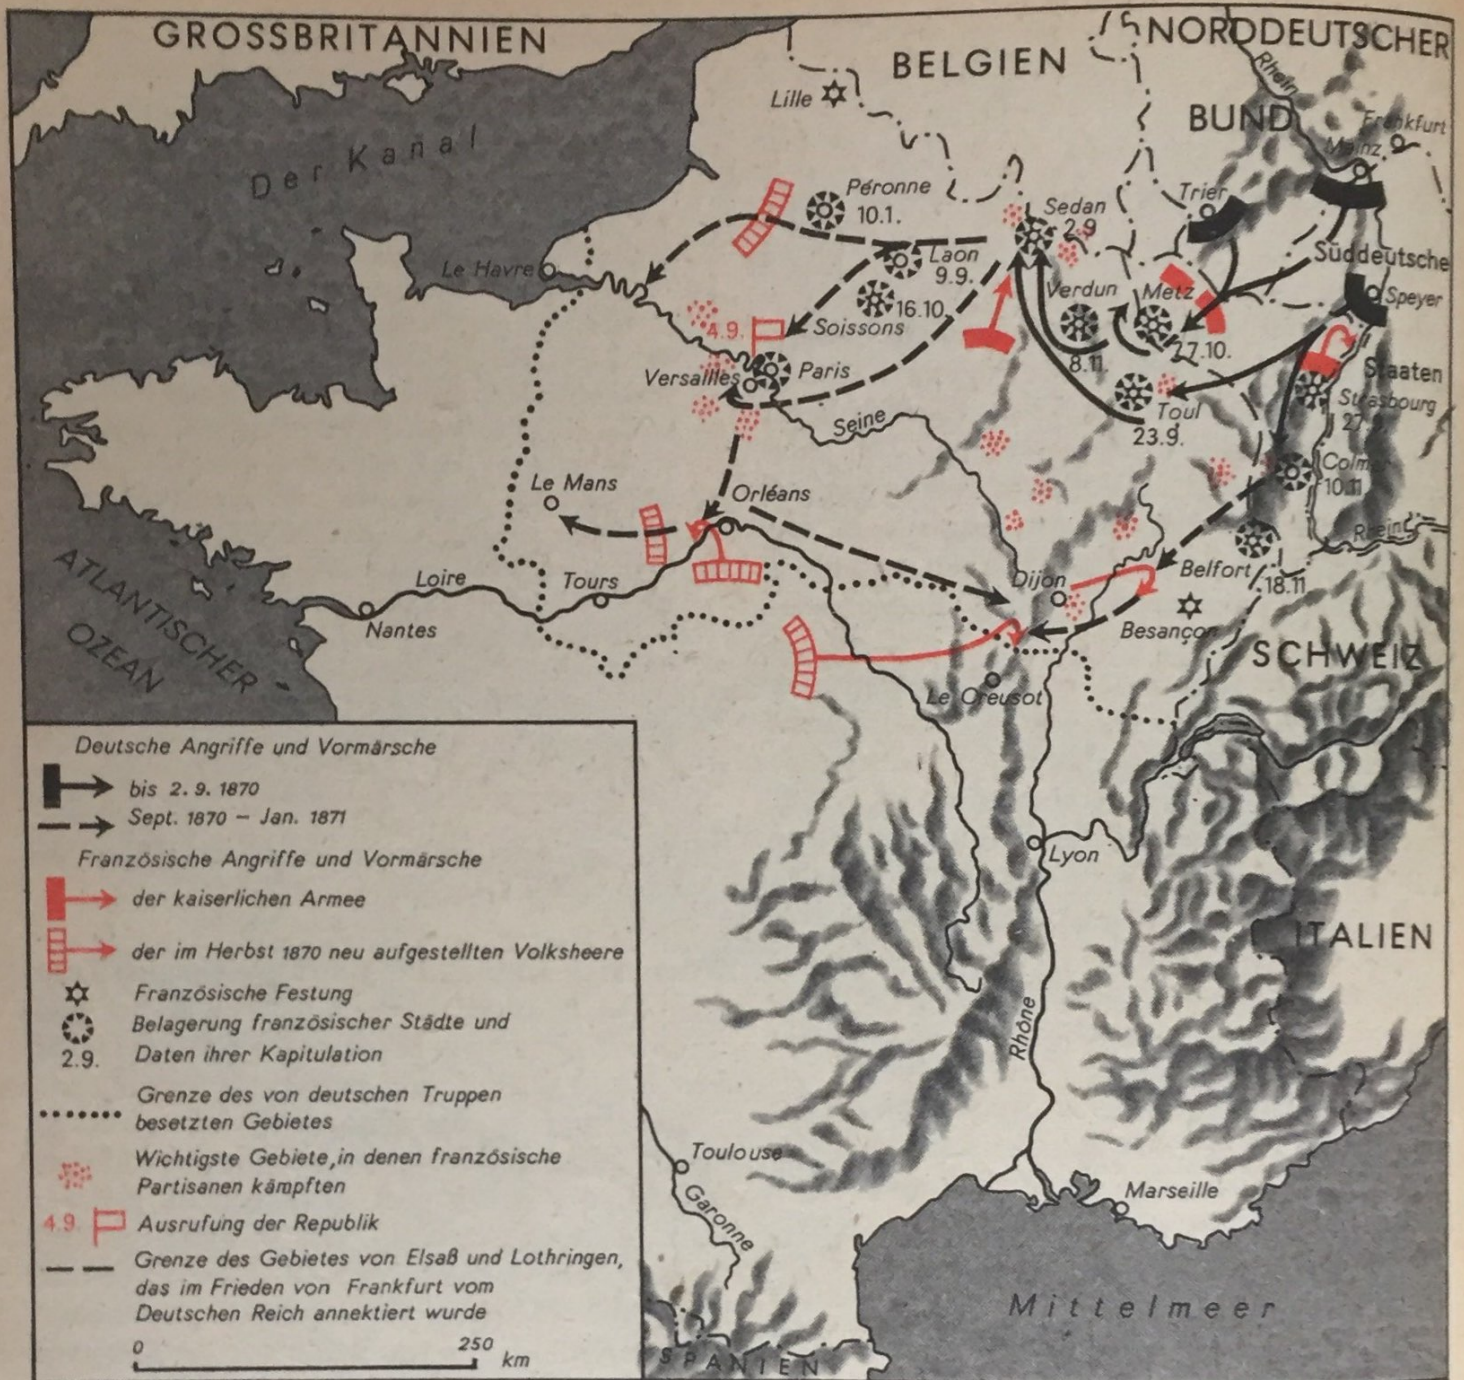 GROSSBRITANNIEN
BELGIEN
NORDDEUTSCHER
BUND
Rhein
Frankfurt
Mainz
Lille
Der Kanal
Trier
Péronne
10.1.
Sedan
2.9
Laon
9.9.
Süddeutsche
Staaten
Speyer
Le Havre
Verdun
8.11.
Metz
27.10.
16.10.
Soissons
4.9.
Versailles
Paris
Toul
23.9.
Strasbourg
27
Seine
Colmar
10.11
Le Mans
Orléans
Rhein
Belfort
18.11
ATLANTISCHER
OZEAN
Loire
Tours
Nantes
Dijon
Besançon
SCHWEIZ
Le Creusot
Lyon
ITALIEN
Rhône
Toulouse
Garonne
Marseille
Mittelmeer
SPANIEN
Deutsche Angriffe und Vormärsche
bis 2. 9. 1870
Sept. 1870 – Jan. 1871
Französische Angriffe und Vormärsche
der kaiserlichen Armee
der im Herbst 1870 neu aufgestellten Volksheere
Französische Festung
Belagerung französischer Städte und
2.9. Daten ihrer Kapitulation
Grenze des von deutschen Truppen
besetzten Gebietes
Wichtigste Gebiete, in denen französische
Partisanen kämpften
4.9. Ausrufung der Republik
Grenze des Gebietes von Elsaß und Lothringen,
das im Frieden von Frankfurt vom
Deutschen Reich annektiert wurde
0 250 km